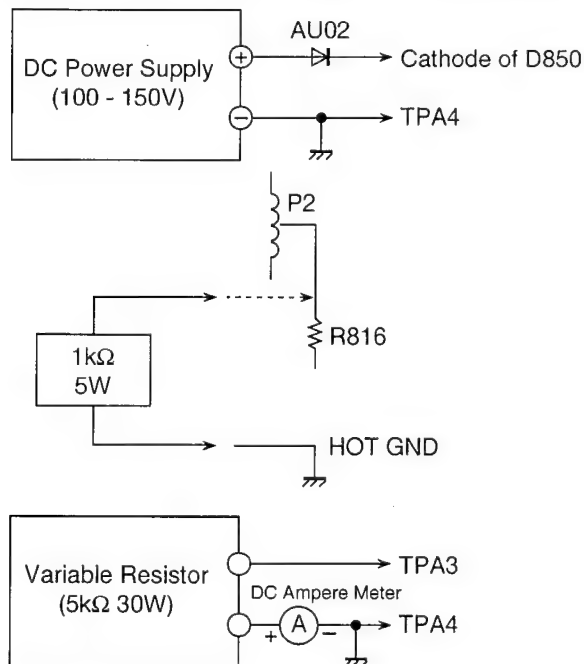 AU02
DC Power Supply
(100 - 150V)
+
Cathode of D850
−
TPA4
P2
R816
1kΩ
5W
HOT GND
Variable Resistor
(5kΩ 30W)
TPA3
DC Ampere Meter
+ A −
TPA4